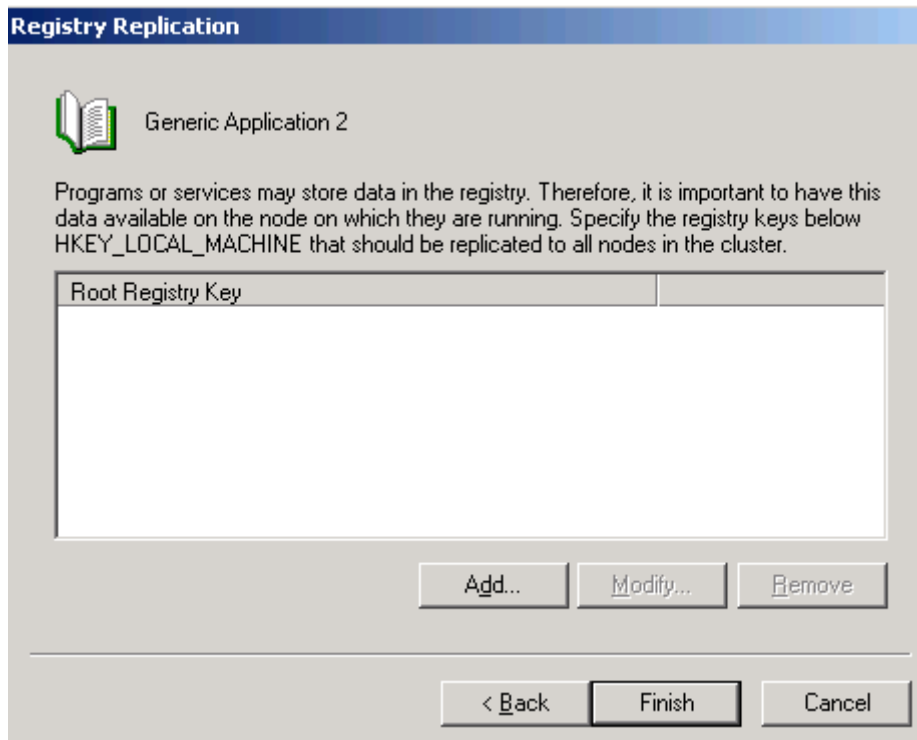 Registry Replication
Generic Application 2
Programs or services may store data in the registry. Therefore, it is important to have this
data available on the node on which they are running. Specify the registry keys below
HKEY_LOCAL_MACHINE that should be replicated to all nodes in the cluster.
Root Registry Key
Add... Modify... Remove
< Back Finish Cancel